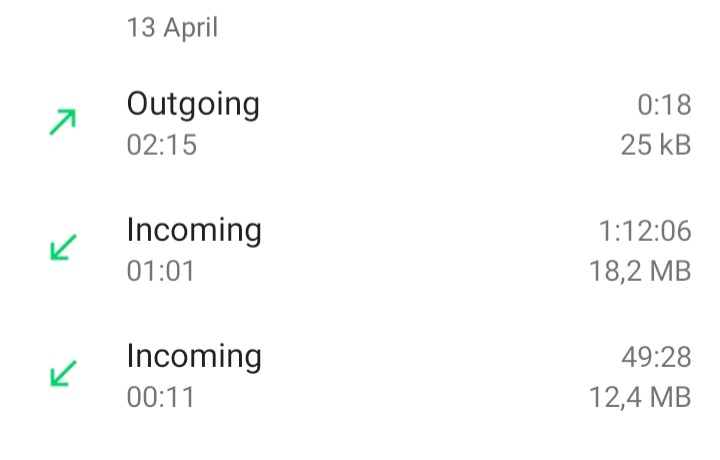 13 April
Outgoing 0:18
02:15 25 kB
Incoming 1:12:06
01:01 18,2 MB
Incoming 49:28
00:11 12,4 MB